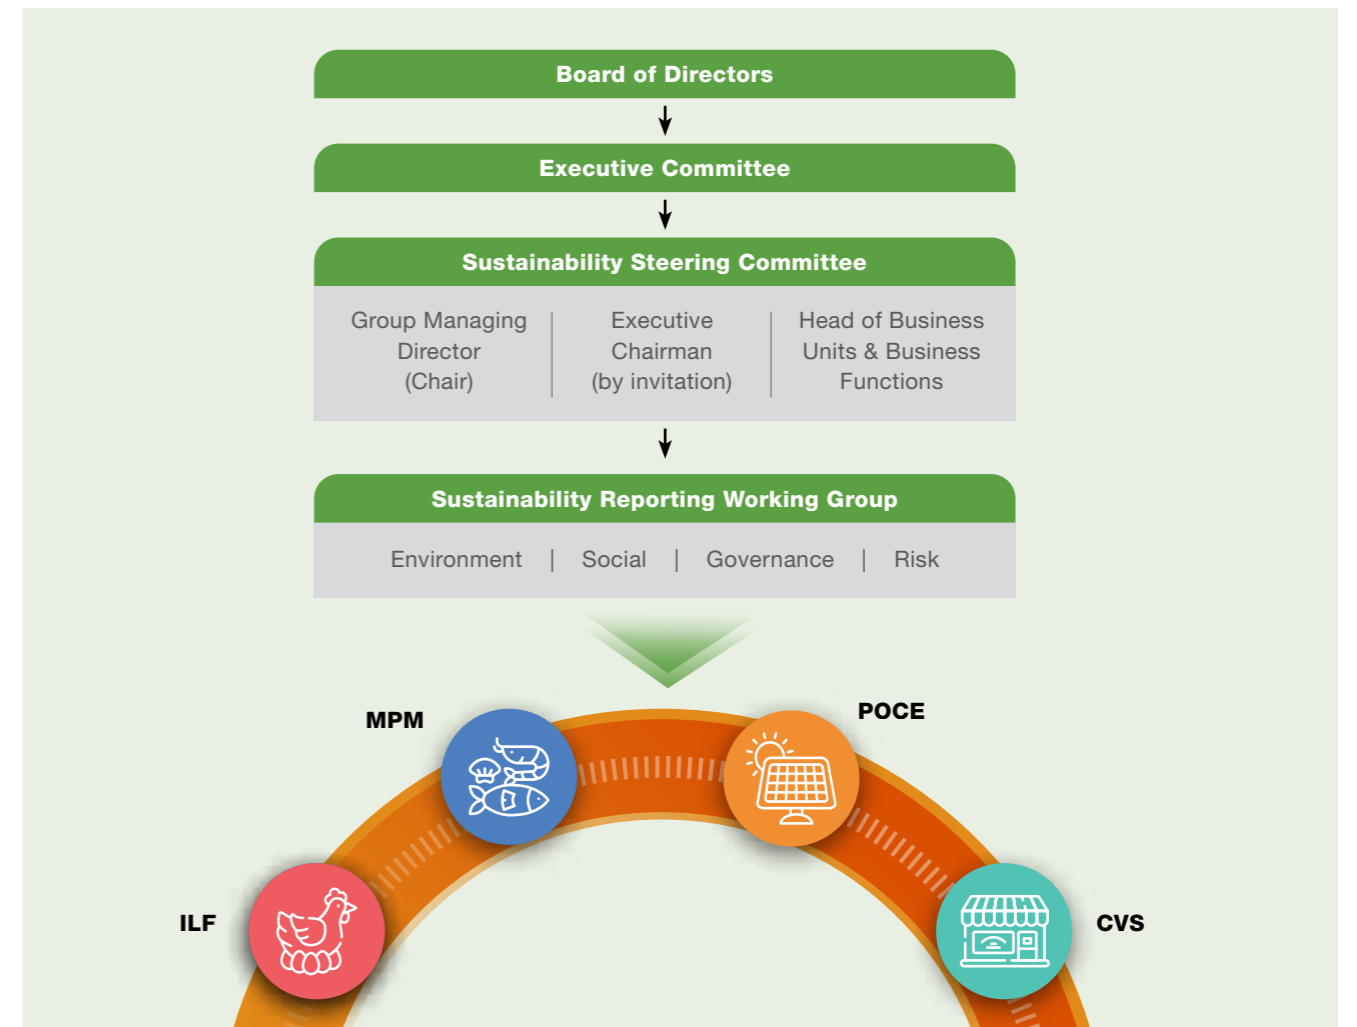 Board of Directors
Executive Committee
Sustainability Steering Committee
Group Managing
Director
(Chair)
Executive
Chairman
(by invitation)
Head of Business
Units & Business
Functions
Sustainability Reporting Working Group
Environment | Social | Governance | Risk
MPM
POCE
ILF
CVS